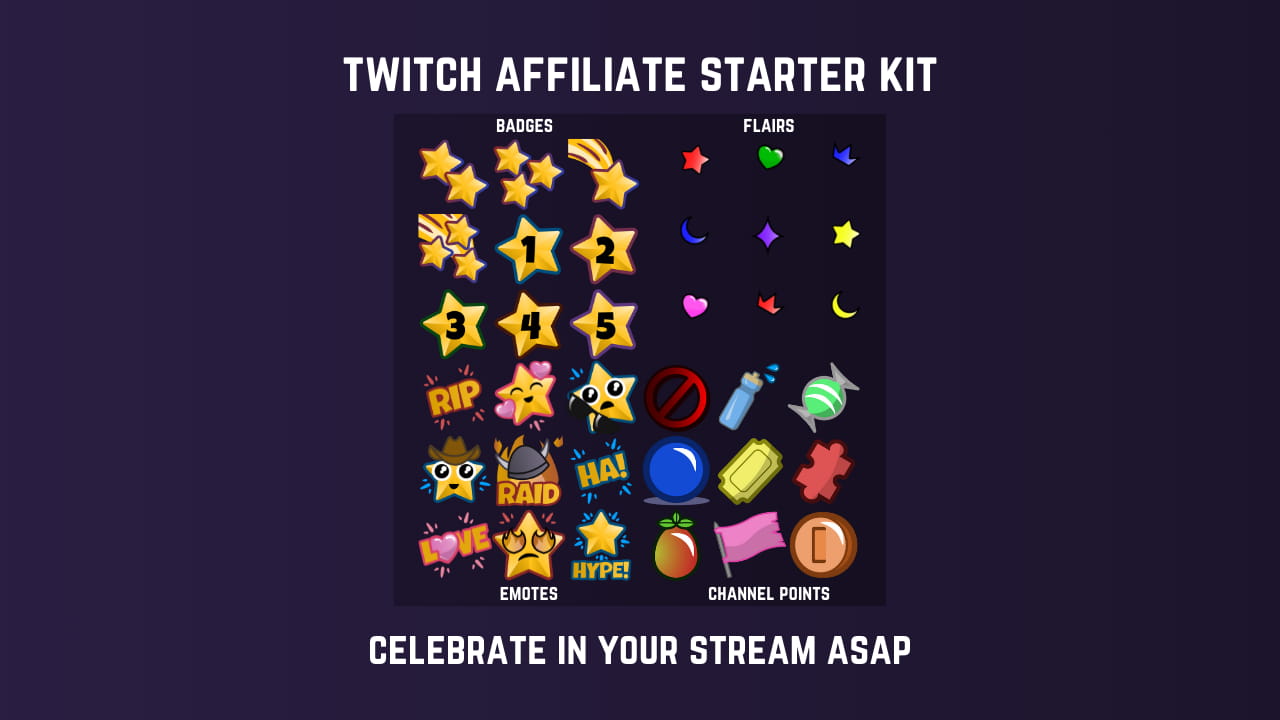 TWITCH AFFILIATE STARTER KIT
BADGES FLAIRS
1 2
3 4 5
RIP
RAID HA!
LOVE HYPE!
EMOTES CHANNEL POINTS
CELEBRATE IN YOUR STREAM ASAP